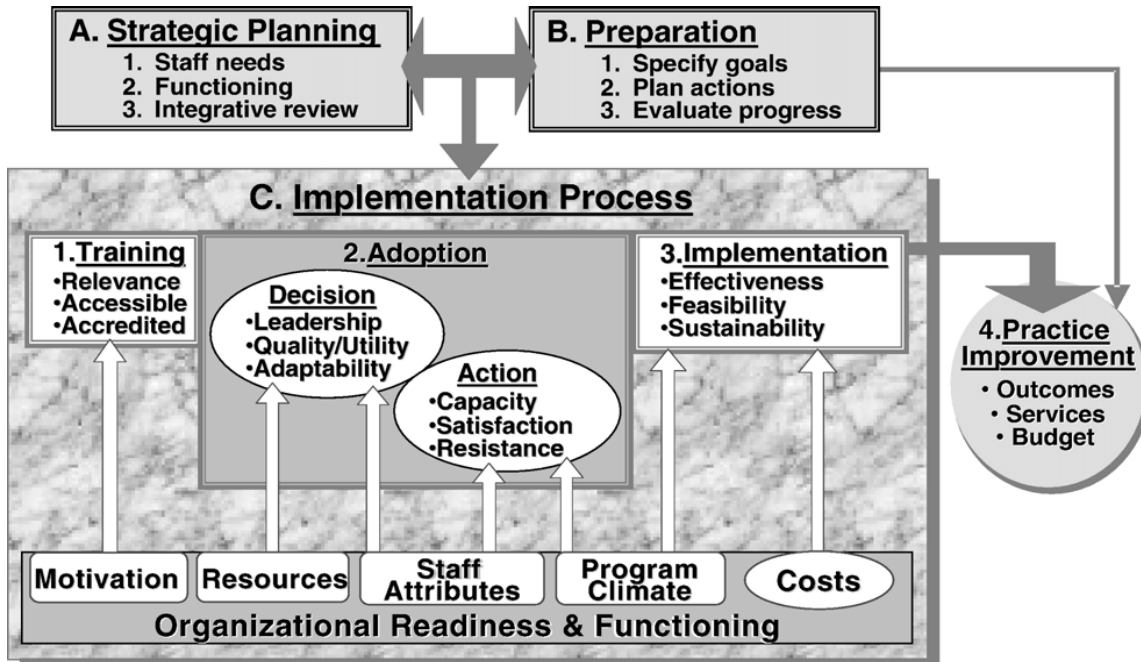 A. Strategic Planning
1. Staff needs
2. Functioning
3. Integrative review
B. Preparation
1. Specify goals
2. Plan actions
3. Evaluate progress
C. Implementation Process
1.Training
•Relevance
•Accessible
•Accredited
2.Adoption
Decision
•Leadership
•Quality/Utility
•Adaptability
Action
•Capacity
•Satisfaction
•Resistance
3.Implementation
•Effectiveness
•Feasibility
•Sustainability
4.Practice
Improvement
• Outcomes
• Services
• Budget
Motivation
Resources
Staff
Attributes
Program
Climate
Costs
Organizational Readiness & Functioning